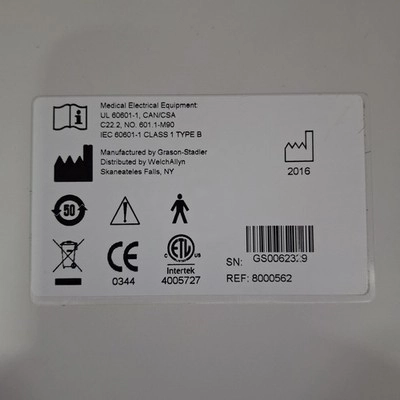 Medical Electrical Equipment:
UL 60601-1, CAN/CSA
C22.2, NO. 601.1-M90
IEC 60601-1 CLASS 1 TYPE B
Manufactured by Grason-Stadler
Distributed by WelchAllyn
Skaneateles Falls, NY
2016
50
CE
0344
ETL
C US
Intertek
4005727
SN:
REF: 8000562